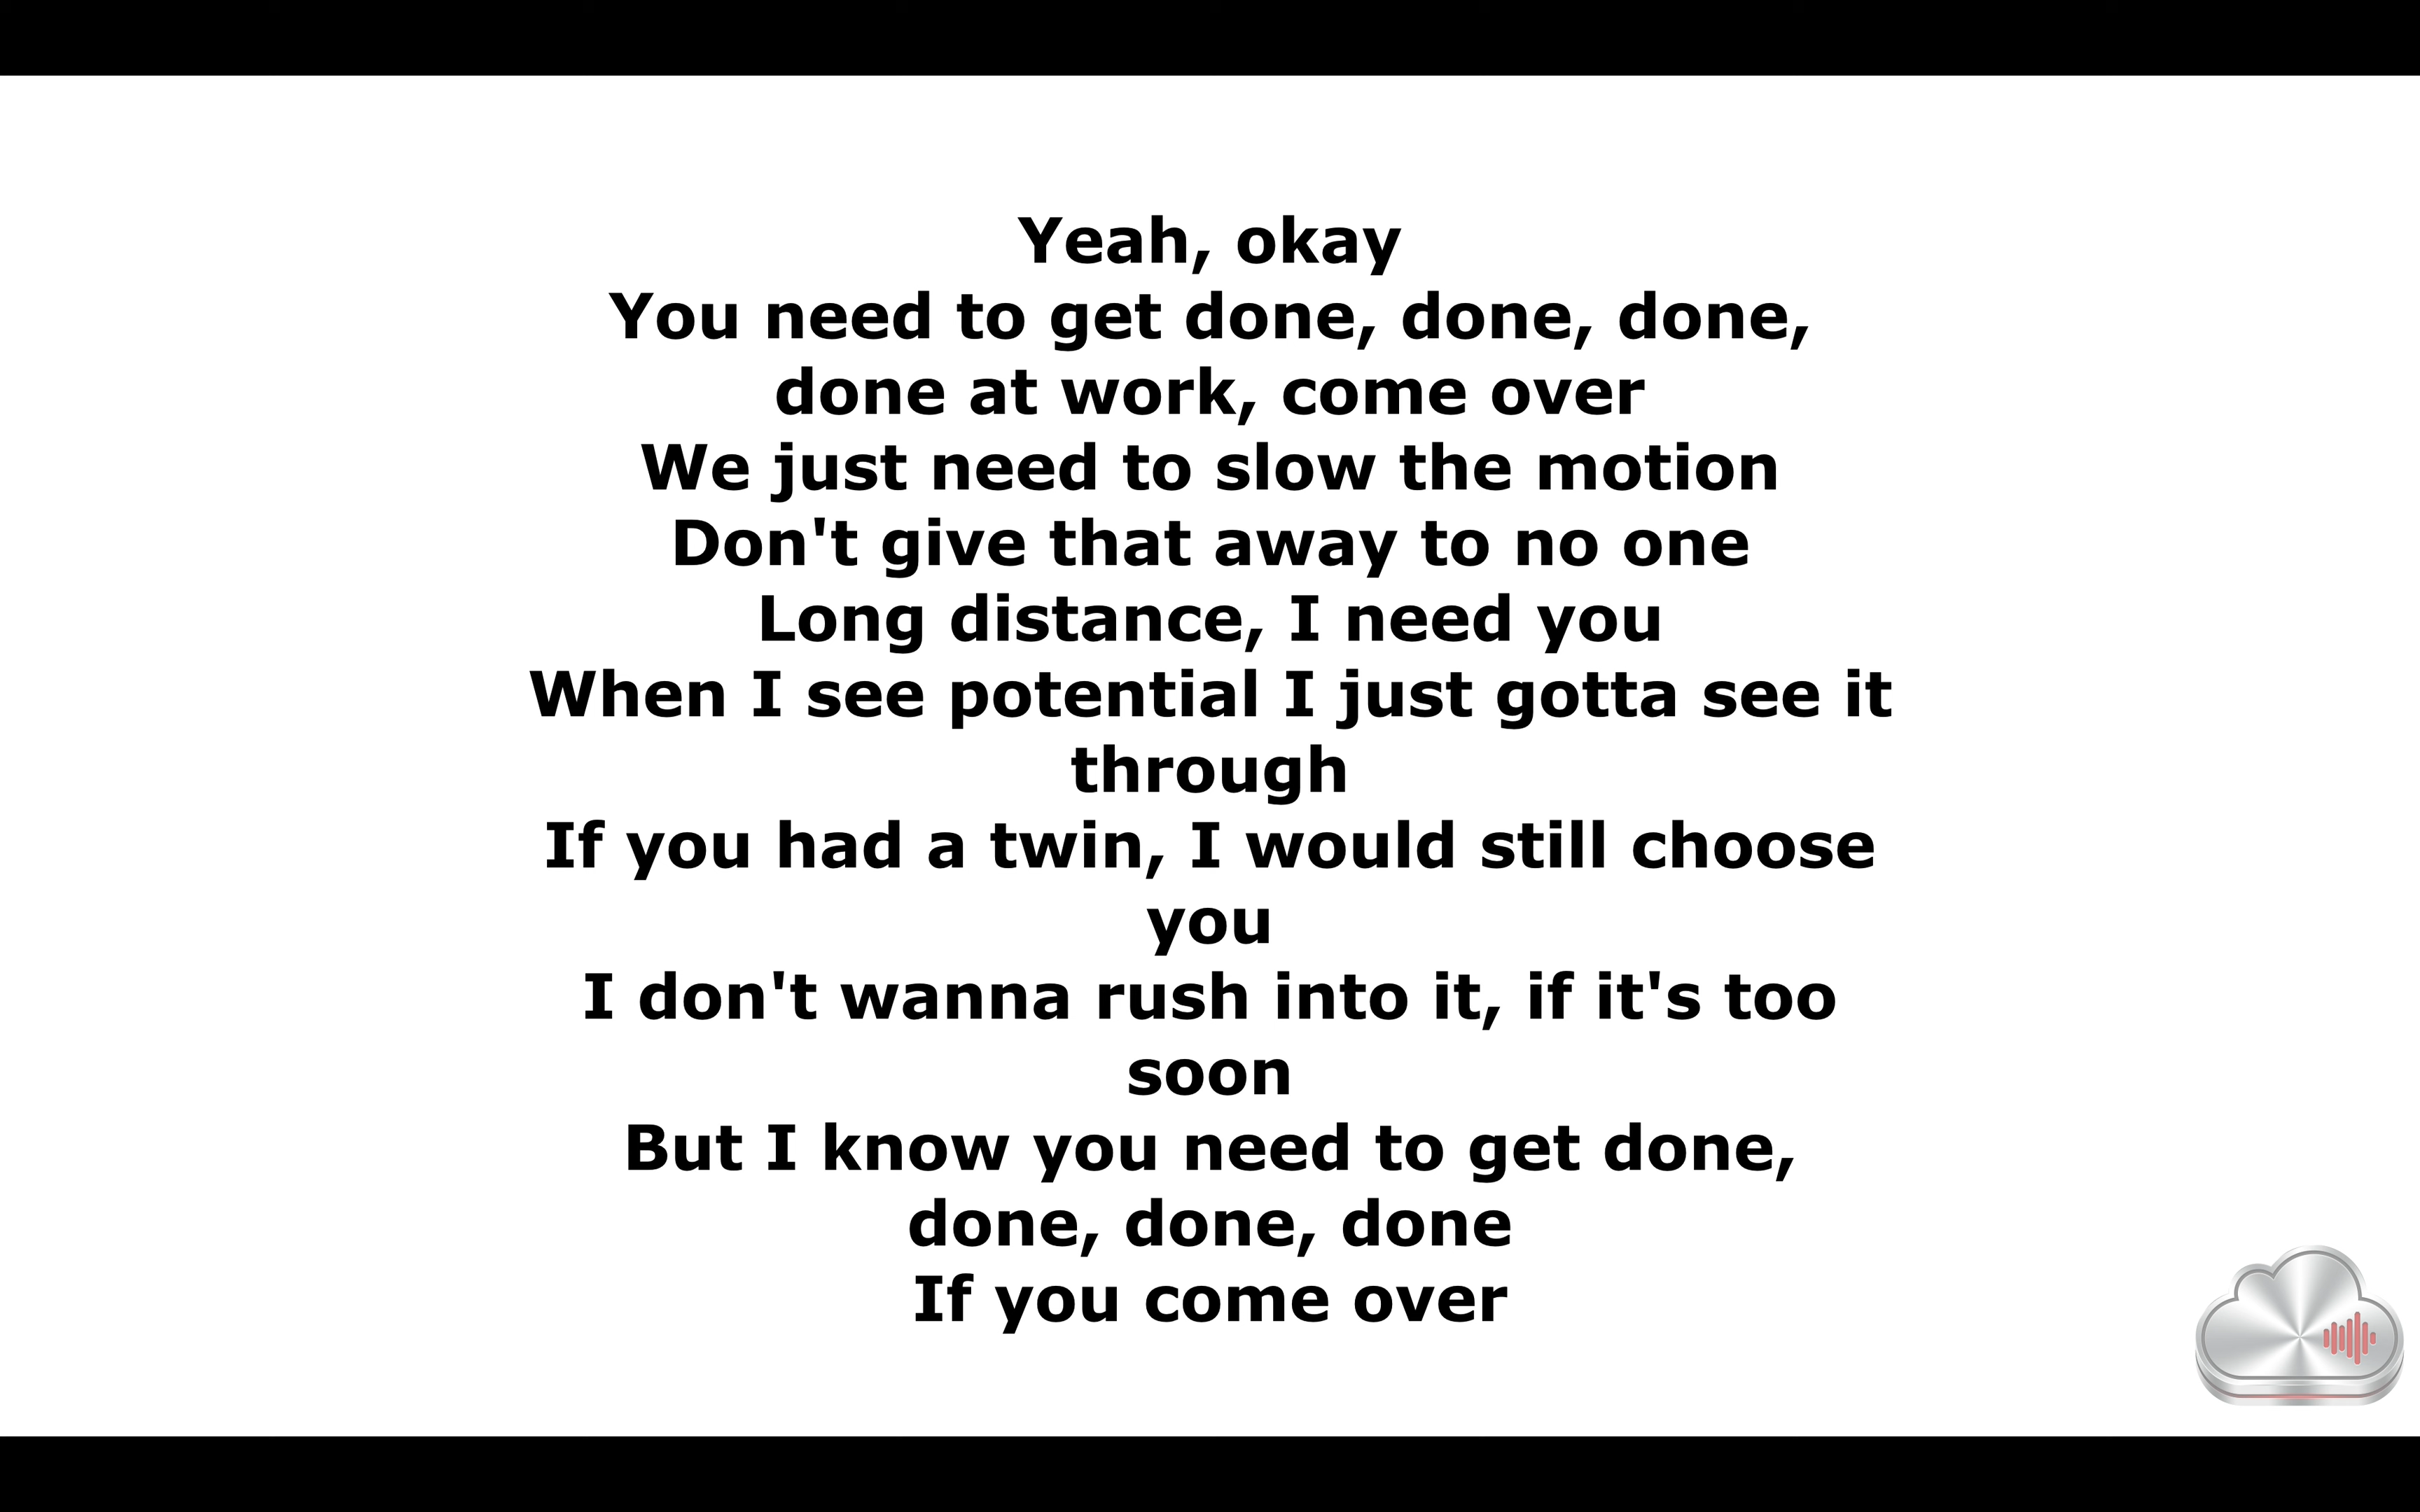 Yeah, okay
You need to get done, done, done,
done at work, come over
We just need to slow the motion
Don't give that away to no one
Long distance, I need you
When I see potential I just gotta see it
through
If you had a twin, I would still choose
you
I don't wanna rush into it, if it's too
soon
But I know you need to get done,
done, done, done
If you come over